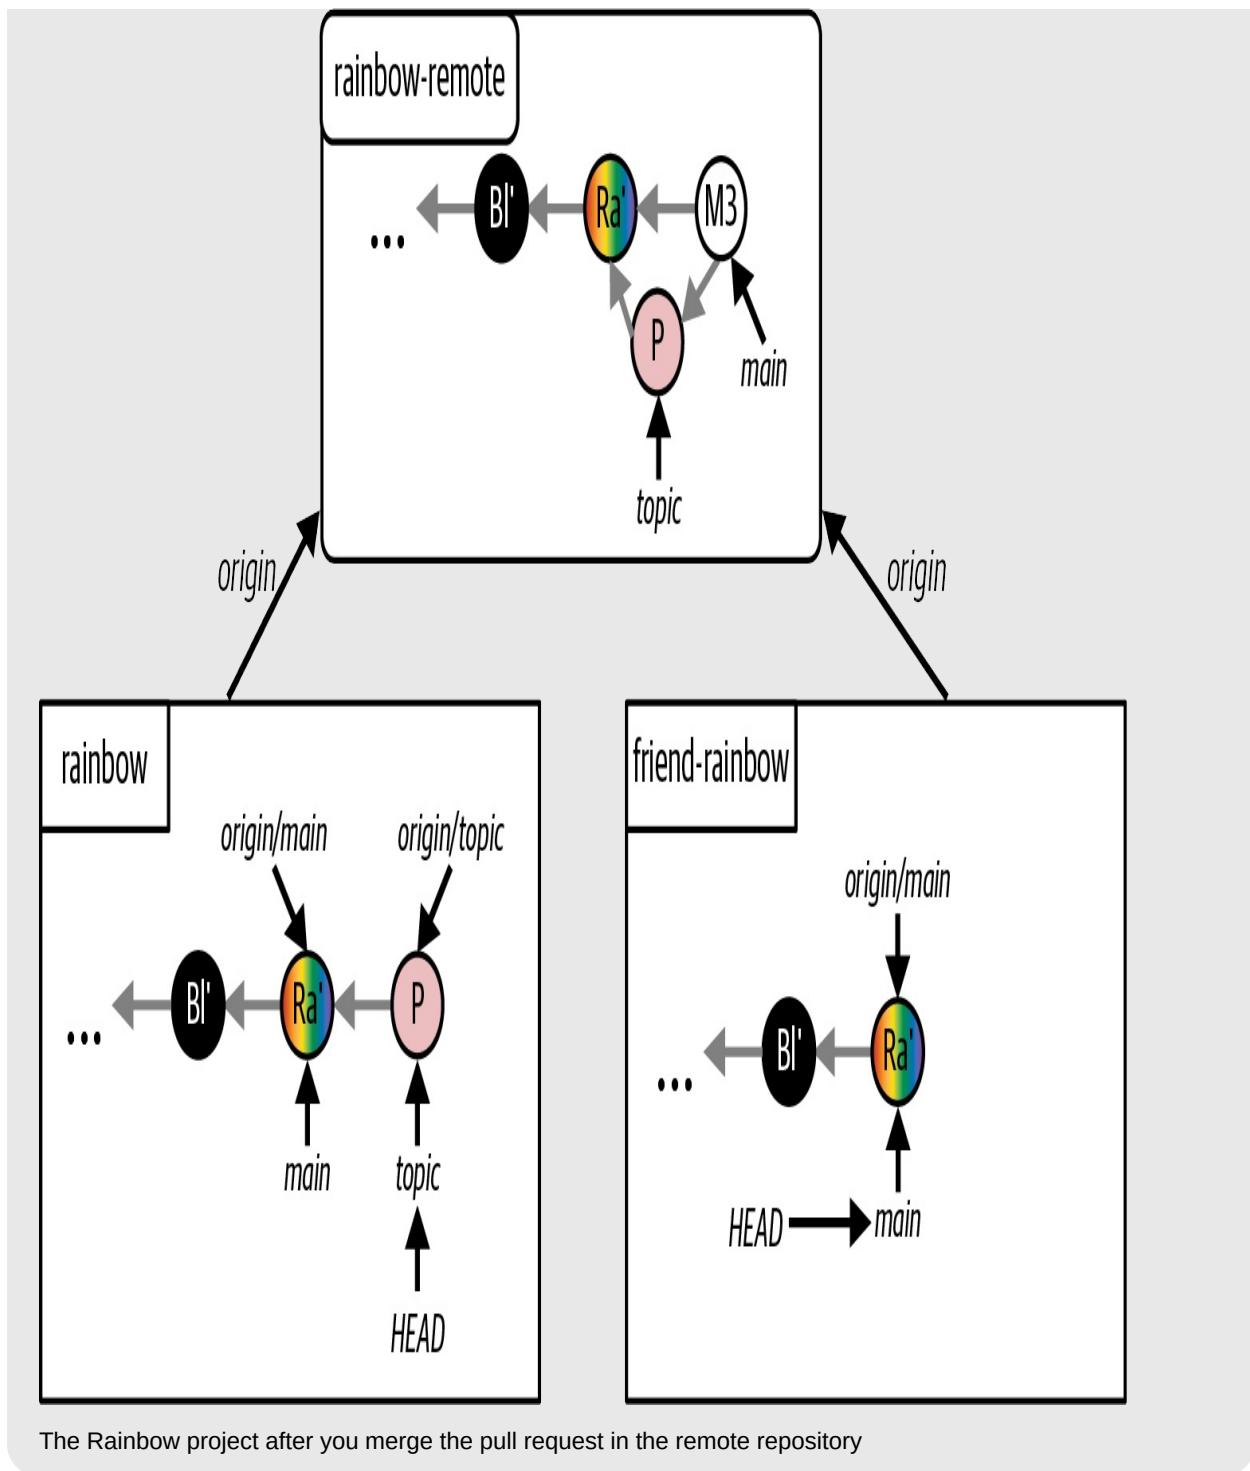 rainbow-remote
... Bl' Ra' M3
P
main
topic
origin origin
rainbow
origin/main origin/topic
... Bl' Ra' P
main topic
HEAD
friend-rainbow
origin/main
... Bl' Ra'
HEAD main
The Rainbow project after you merge the pull request in the remote repository